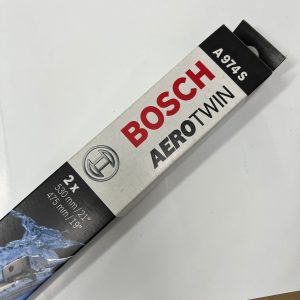 A 974 S
BOSCH
AEROTWIN
2 x
530 mm / 21"
475 mm / 19"